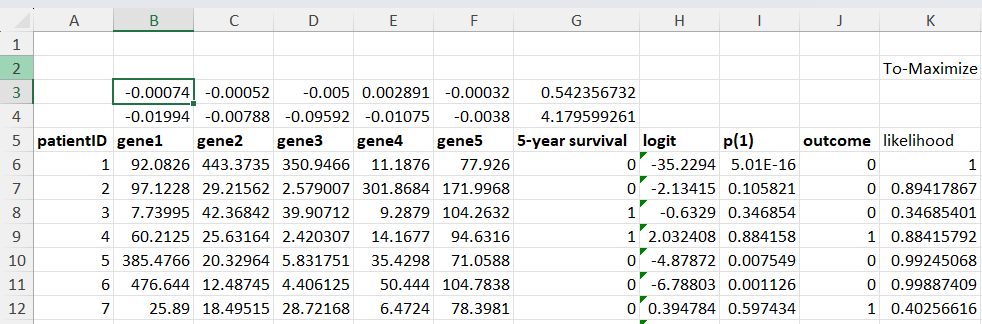 A B C D E F G H I J K
1
2 To-Maximize
3 -0.00074 -0.00052 -0.005 0.002891 -0.00032 0.542356732
4 -0.01994 -0.00788 -0.09592 -0.01075 -0.0038 4.179599261
5 patientID gene1 gene2 gene3 gene4 gene5 5-year survival logit p(1) outcome likelihood
6 1 92.0826 443.3735 350.9466 11.1876 77.926 0 -35.2294 5.01E-16 0 1
7 2 97.1228 29.21562 2.579007 301.8684 171.9968 0 -2.13415 0.105821 0 0.89417867
8 3 7.73995 42.36842 39.90712 9.2879 104.2632 1 -0.6329 0.346854 0 0.34685401
9 4 60.2125 25.63164 2.420307 14.1677 94.6316 1 2.032408 0.884158 1 0.88415792
10 5 385.4766 20.32964 5.831751 35.4298 71.0588 0 -4.87872 0.007549 0 0.99245068
11 6 476.644 12.48745 4.406125 50.444 104.7838 0 -6.78803 0.001126 0 0.99887409
12 7 25.89 18.49515 28.72168 6.4724 78.3981 0 0.394784 0.597434 1 0.40256616